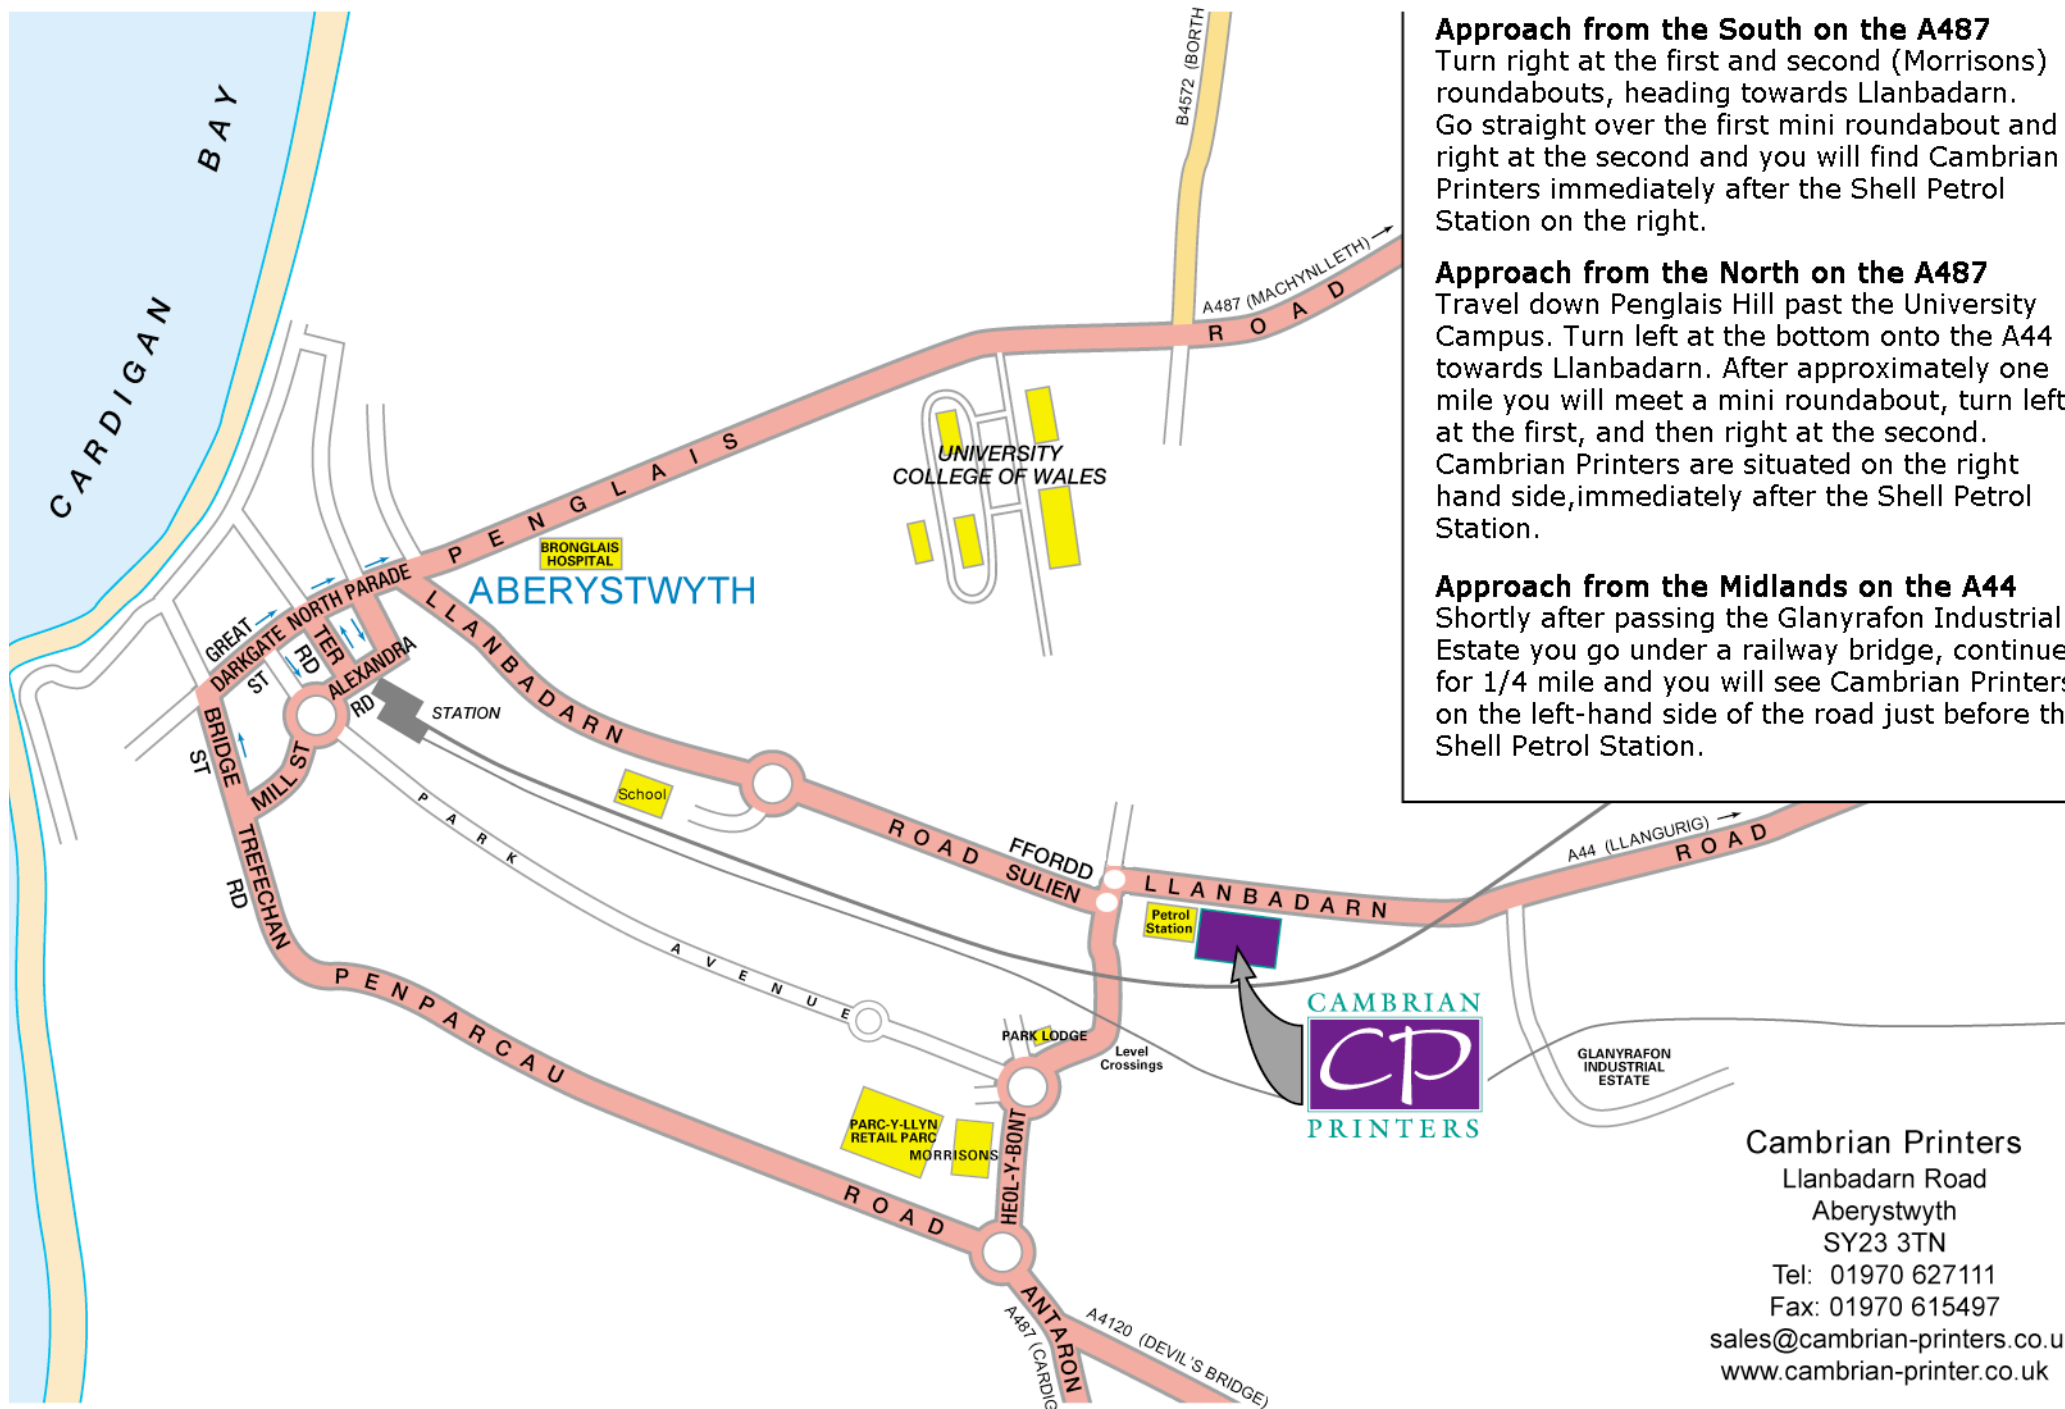 Approach from the South on the A487
Turn right at the first and second (Morrisons)
roundabouts, heading towards Llanbadarn.
Go straight over the first mini roundabout and
right at the second and you will find Cambrian
Printers immediately after the Shell Petrol
Station on the right.
Approach from the North on the A487
Travel down Penglais Hill past the University
Campus. Turn left at the bottom onto the A44
towards Llanbadarn. After approximately one
mile you will meet a mini roundabout, turn left
at the first, and then right at the second.
Cambrian Printers are situated on the right
hand side,immediately after the Shell Petrol
Station.
Approach from the Midlands on the A44
Shortly after passing the Glanyrafon Industrial
Estate you go under a railway bridge, continue
for 1/4 mile and you will see Cambrian Printers
on the left-hand side of the road just before th
Shell Petrol Station.
CARDIGAN BAY
B4572 (BORTH
A487 (MACHYNLLETH)
PENGLAIS ROAD
UNIVERSITY
COLLEGE OF WALES
BRONGLAIS
HOSPITAL
ABERYSTWYTH
GREAT
DARKGATE
ST
NORTH PARADE
TER
RD
ALEXANDRA
RD
STATION
LLANBADARN ROAD
BRIDGE
ST
MILL ST
School
PARK AVENUE
TREFECHAN
RD
FFORDD
SULIEN
LLANBADARN ROAD
A44 (LLANGURIG)
Petrol
Station
PENPARCAU ROAD
PARK LODGE
Level
Crossings
CAMBRIAN
CP
PRINTERS
GLANYRAFON
INDUSTRIAL
ESTATE
PARC-Y-LLYN
RETAIL PARC
MORRISONS
HEOL-Y-BONT
ANTARON
A487 (CARDIG
A4120 (DEVIL'S BRIDGE)
Cambrian Printers
Llanbadarn Road
Aberystwyth
SY23 3TN
Tel: 01970 627111
Fax: 01970 615497
sales@cambrian-printers.co.u
www.cambrian-printer.co.uk